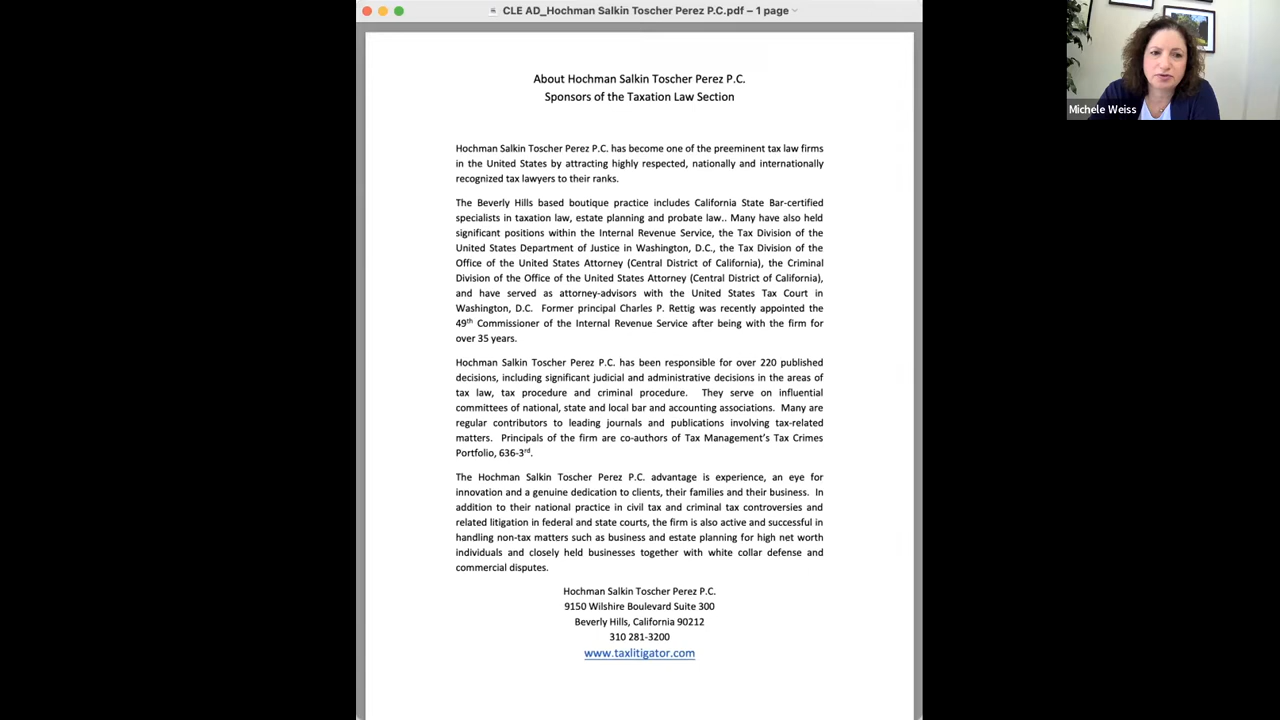 CLE AD_Hochman Salkin Toscher Perez P.C.pdf – 1 page
Michele Weiss
About Hochman Salkin Toscher Perez P.C.
Sponsors of the Taxation Law Section
Hochman Salkin Toscher Perez P.C. has become one of the preeminent tax law firms
in the United States by attracting highly respected, nationally and internationally
recognized tax lawyers to their ranks.
The Beverly Hills based boutique practice includes California State Bar-certified
specialists in taxation law, estate planning and probate law.. Many have also held
significant positions within the Internal Revenue Service, the Tax Division of the
United States Department of Justice in Washington, D.C., the Tax Division of the
Office of the United States Attorney (Central District of California), the Criminal
Division of the Office of the United States Attorney (Central District of California),
and have served as attorney-advisors with the United States Tax Court in
Washington, D.C. Former principal Charles P. Rettig was recently appointed the
49th Commissioner of the Internal Revenue Service after being with the firm for
over 35 years.
Hochman Salkin Toscher Perez P.C. has been responsible for over 220 published
decisions, including significant judicial and administrative decisions in the areas of
tax law, tax procedure and criminal procedure. They serve on influential
committees of national, state and local bar and accounting associations. Many are
regular contributors to leading journals and publications involving tax-related
matters. Principals of the firm are co-authors of Tax Management's Tax Crimes
Portfolio, 636-3rd.
The Hochman Salkin Toscher Perez P.C. advantage is experience, an eye for
innovation and a genuine dedication to clients, their families and their business. In
addition to their national practice in civil tax and criminal tax controversies and
related litigation in federal and state courts, the firm is also active and successful in
handling non-tax matters such as business and estate planning for high net worth
individuals and closely held businesses together with white collar defense and
commercial disputes.
Hochman Salkin Toscher Perez P.C.
9150 Wilshire Boulevard Suite 300
Beverly Hills, California 90212
310 281-3200
www.taxlitigator.com